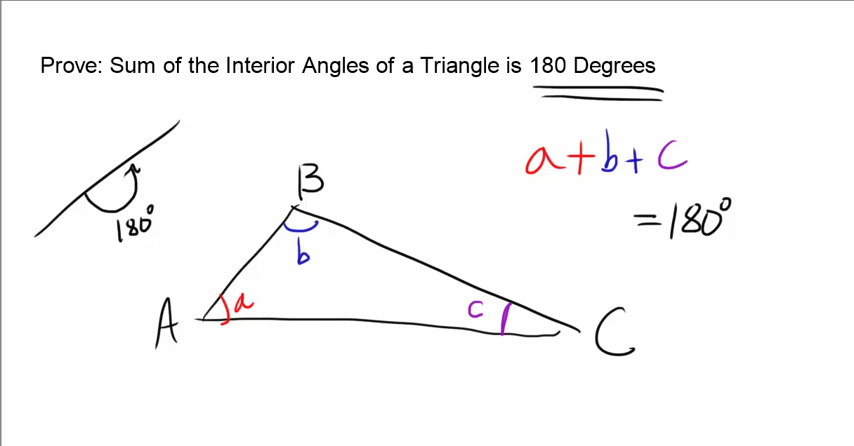 Prove: Sum of the Interior Angles of a Triangle is 180 Degrees
a+b+c
=180°
180°
B
b
A
a
c
C